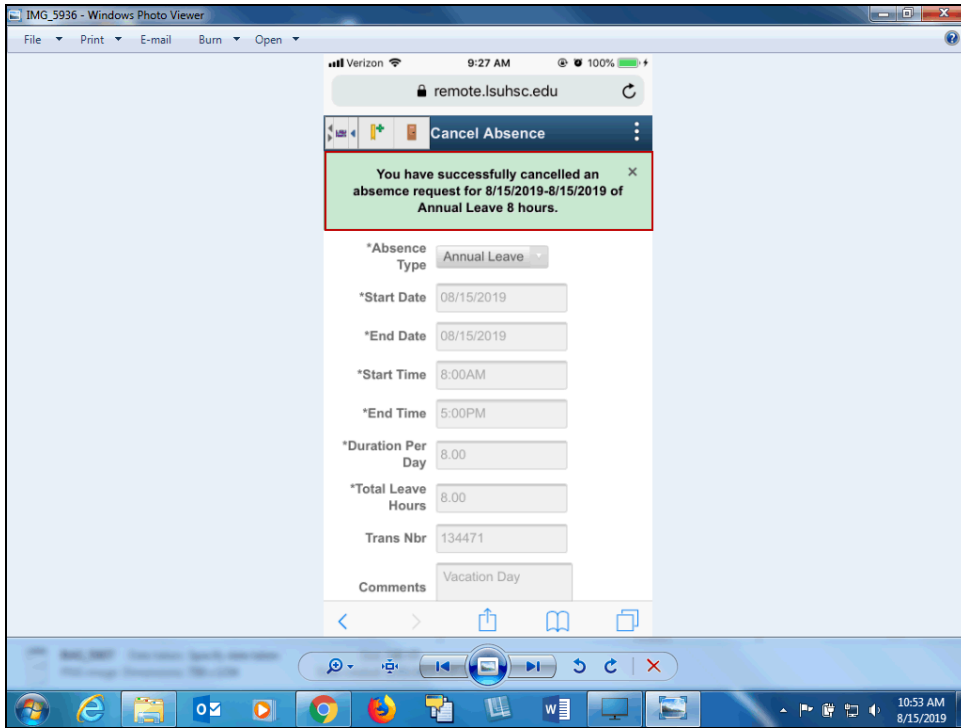 IMG_5936 - Windows Photo Viewer
File Print E-mail Burn Open
Verizon 9:27 AM 100%
remote.lsuhsc.edu
Cancel Absence
You have successfully cancelled an
absemce request for 8/15/2019-8/15/2019 of
Annual Leave 8 hours.
*Absence
Type
Annual Leave
*Start Date 08/15/2019
*End Date 08/15/2019
*Start Time 8:00AM
*End Time 5:00PM
*Duration Per
Day
8.00
*Total Leave
Hours
8.00
Trans Nbr 134471
Comments
Vacation Day
10:53 AM
8/15/2019